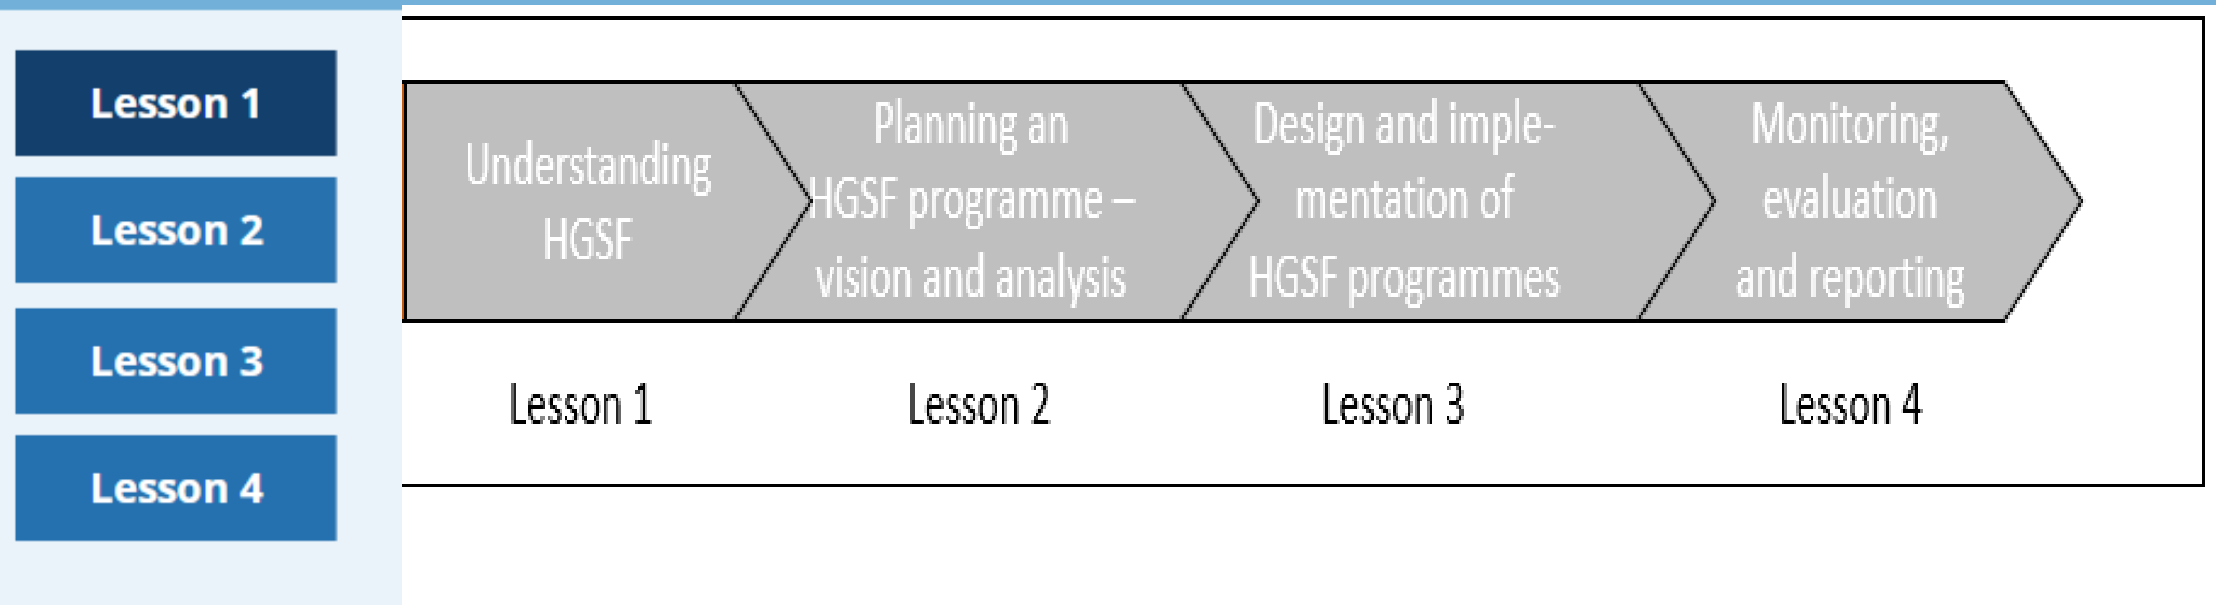 Lesson 1
Lesson 2
Lesson 3
Lesson 4
Understanding
HGSF
Planning an
HGSF programme –
vision and analysis
Design and imple-
mentation of
HGSF programmes
Monitoring,
evaluation
and reporting
Lesson 1
Lesson 2
Lesson 3
Lesson 4